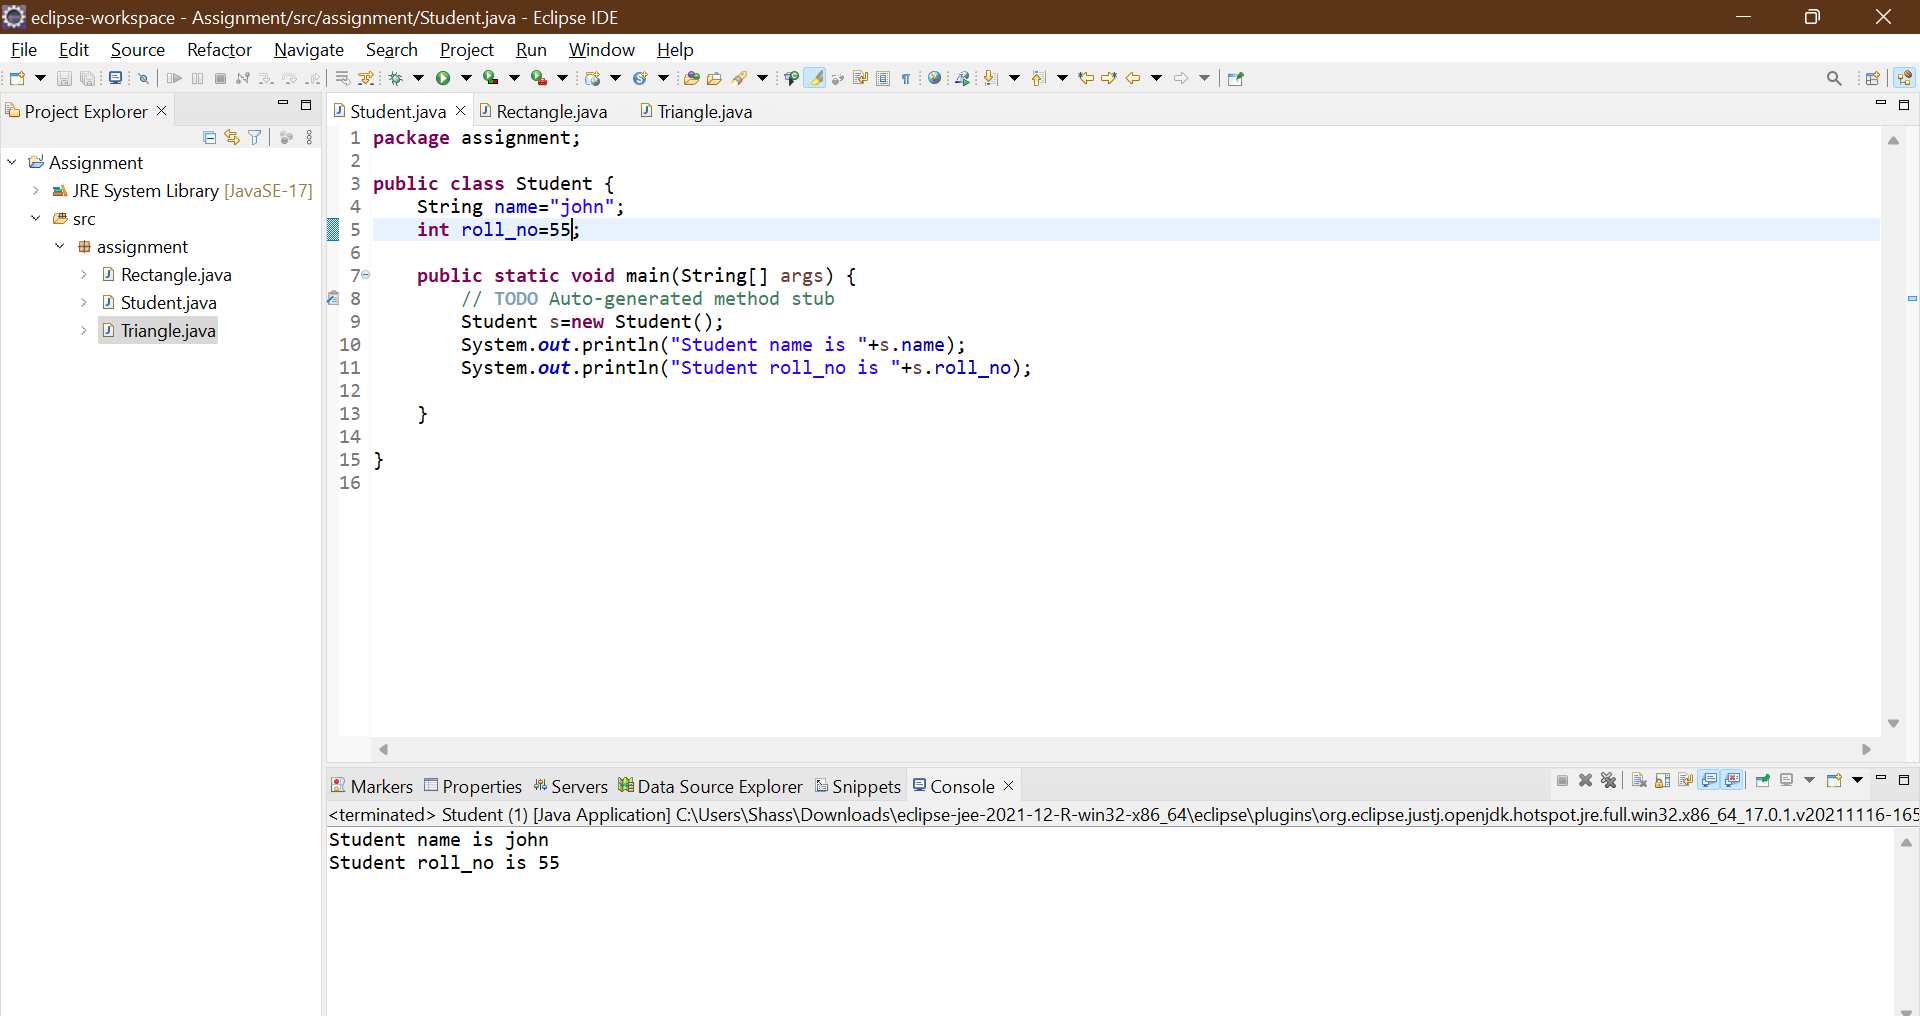 eclipse-workspace - Assignment/src/assignment/Student.java - Eclipse IDE
File Edit Source Refactor Navigate Search Project Run Window Help
Project Explorer
Student.java Rectangle.java Triangle.java
Assignment
JRE System Library [JavaSE-17]
src
assignment
Rectangle.java
Student.java
Triangle.java
1 package assignment;
2
3 public class Student {
4     String name="john";
5     int roll_no=55;
6
7     public static void main(String[] args) {
8         // TODO Auto-generated method stub
9         Student s=new Student();
10         System.out.println("Student name is "+s.name);
11         System.out.println("Student roll_no is "+s.roll_no);
12
13     }
14
15 }
16
Markers Properties Servers Data Source Explorer Snippets Console
<terminated> Student (1) [Java Application] C:\Users\Shass\Downloads\eclipse-jee-2021-12-R-win32-x86_64\eclipse\plugins\org.eclipse.justj.openjdk.hotspot.jre.full.win32.x86_64_17.0.1.v20211116-165
Student name is john
Student roll_no is 55